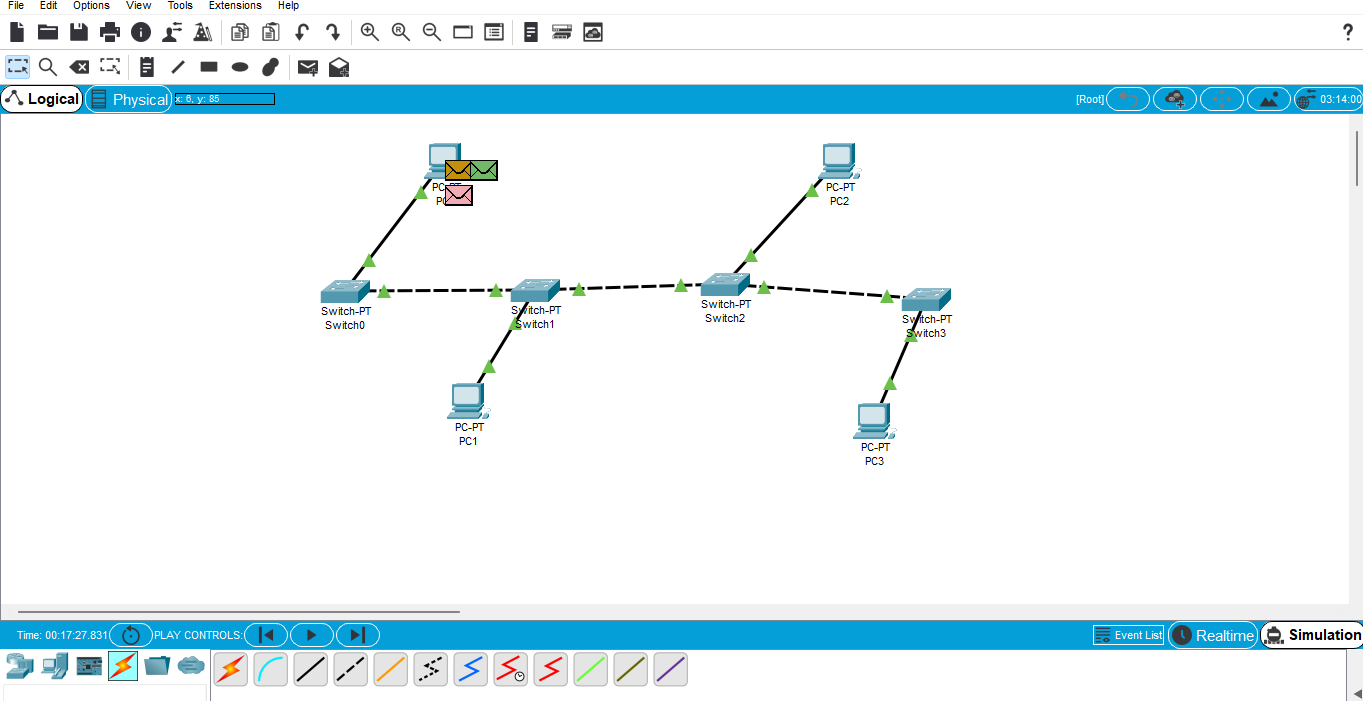 File Edit Options View Tools Extensions Help
Logical Physical x: 6, y: 85 [Root] 03:14:00
PC-PT
PC-PT
PC2
Switch-PT
Switch0
Switch-PT
Switch1
Switch-PT
Switch2
Switch-PT
Switch3
PC-PT
PC1
PC-PT
PC3
Time: 00:17:27.831 PLAY CONTROLS: Event List Realtime Simulation